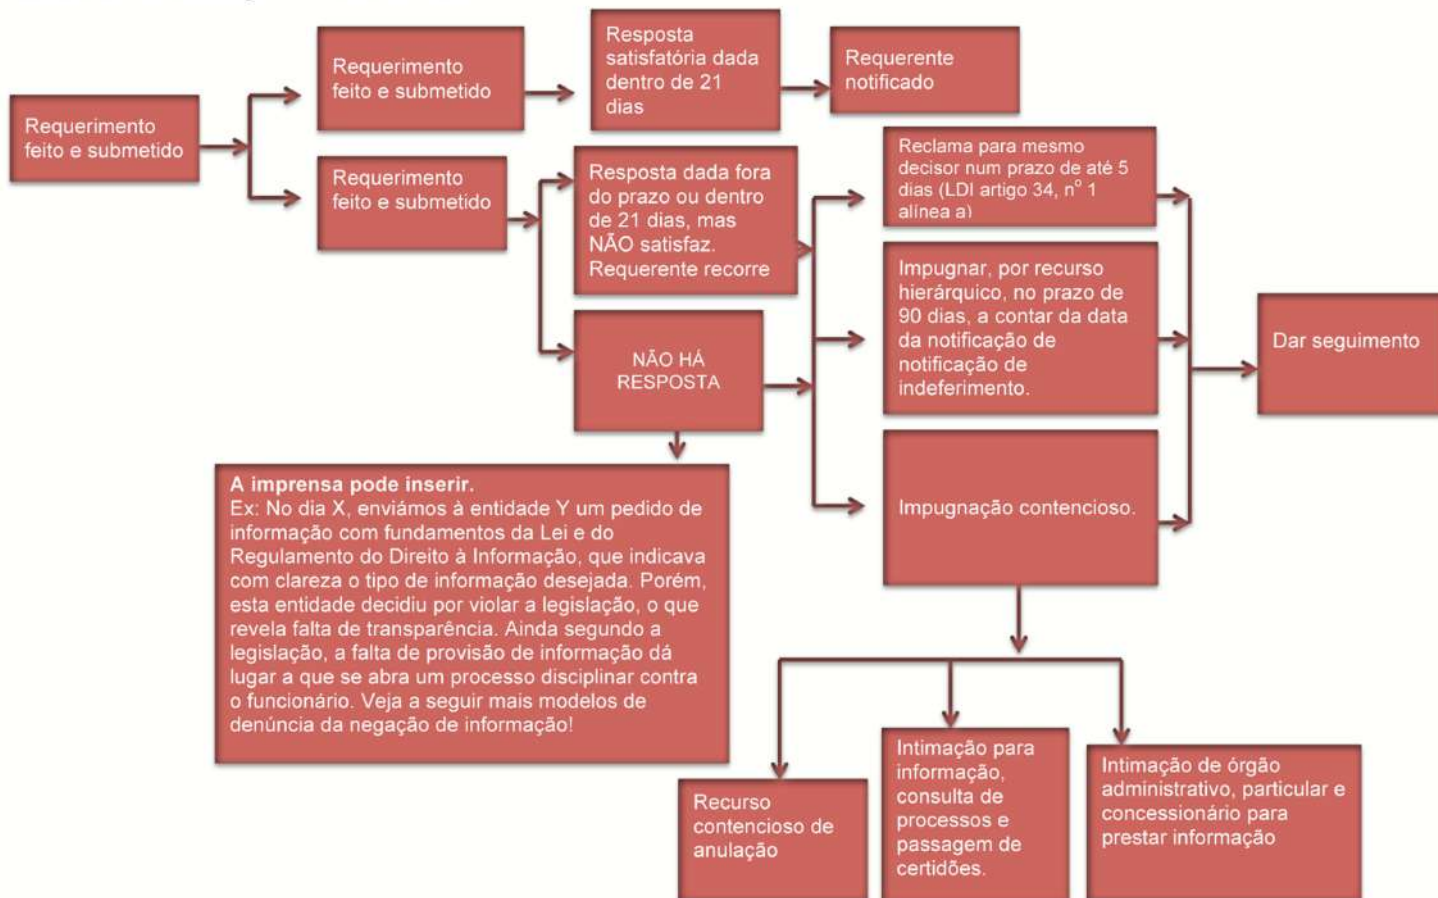 Requerimento
feito e submetido
Requerimento
feito e submetido
Resposta
satisfatória dada
dentro de 21
dias
Requerente
notificado
Requerimento
feito e submetido
Resposta dada fora
do prazo ou dentro
de 21 dias, mas
NÃO satisfaz.
Requerente recorre
NÃO HÁ
RESPOSTA
Reclama para mesmo
decisor num prazo de até 5
dias (LDI artigo 34, nº 1
alínea a)
Impugnar, por recurso
hierárquico, no prazo de
90 dias, a contar da data
da notificação de
notificação de
indeferimento.
Impugnação contencioso.
Dar seguimento
A imprensa pode inserir.
Ex: No dia X, enviámos à entidade Y um pedido de
informação com fundamentos da Lei e do
Regulamento do Direito à Informação, que indicava
com clareza o tipo de informação desejada. Porém,
esta entidade decidiu por violar a legislação, o que
revela falta de transparência. Ainda segundo a
legislação, a falta de provisão de informação dá
lugar a que se abra um processo disciplinar contra
o funcionário. Veja a seguir mais modelos de
denúncia da negação de informação!
Recurso
contencioso de
anulação
Intimação para
informação,
consulta de
processos e
passagem de
certidões.
Intimação de órgão
administrativo, particular e
concessionário para
prestar informação